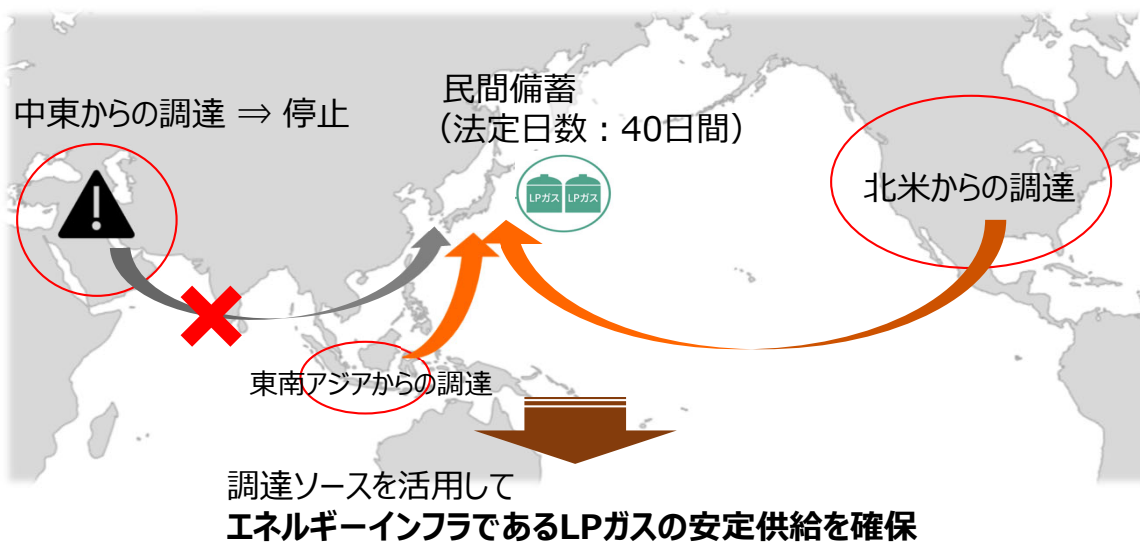 民間備蓄
（法定日数：40日間）
中東からの調達 ⇒ 停止
LPガス LPガス
北米からの調達
東南アジアからの調達
調達ソースを活用して
エネルギーインフラであるLPガスの安定供給を確保